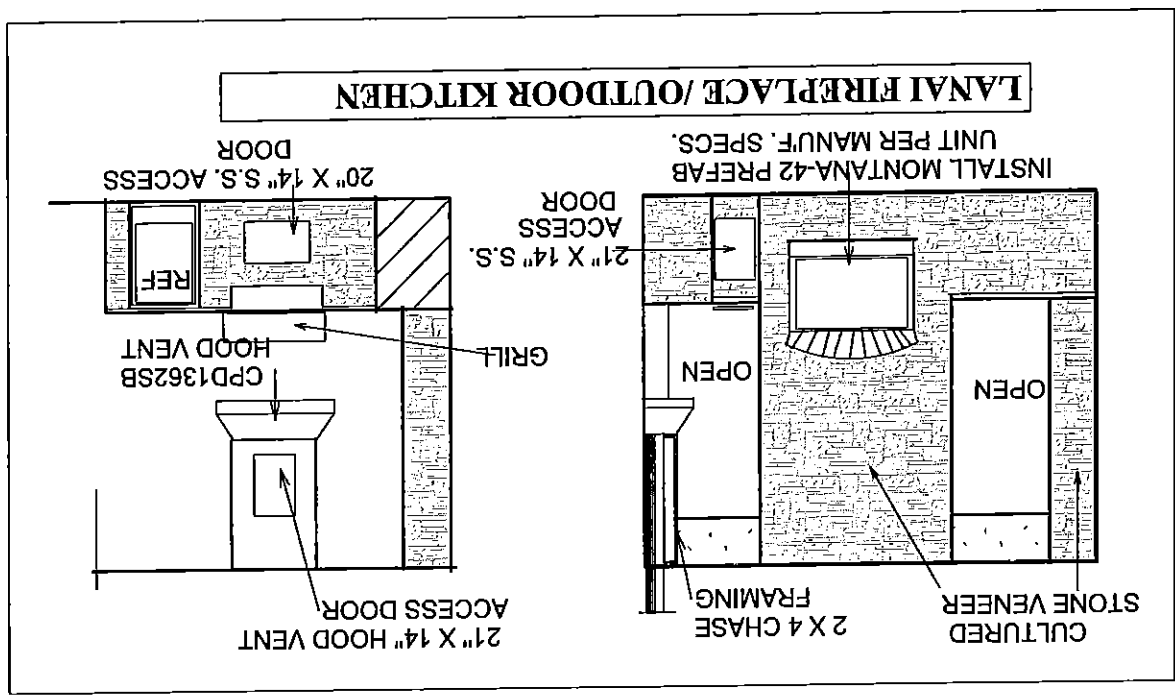 CULTURED
STONE VENEER
2 X 4 CHASE
FRAMING
OPEN
OPEN
21" X 14" S.S.
ACCESS
DOOR
INSTALL MONTANA-42 PREFAB
UNIT PER MANUF. SPECS.
21" X 14" HOOD VENT
ACCESS DOOR
CPD1362SB
HOOD VENT
GRILL
REF
20" X 14" S.S. ACCESS
DOOR
LANAI FIREPLACE / OUTDOOR KITCHEN